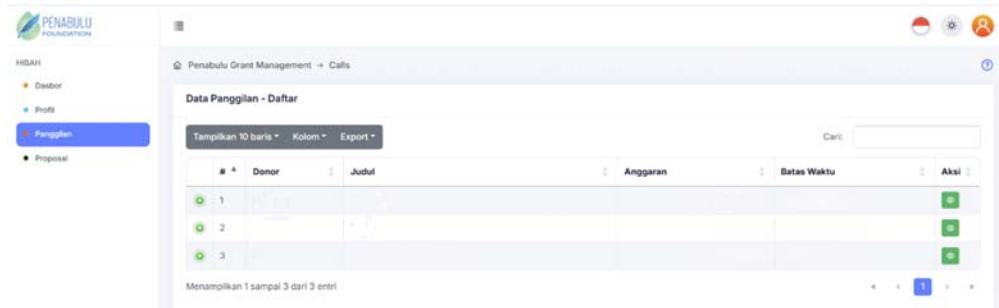 PENABULU
FOUNDATION
HIBAH
Dasbor
Profil
Panggilan
Proposal
Penabulu Grant Management → Calls
Data Panggilan - Daftar
Tampilkan 10 baris Kolom Export
Cari:
# Donor Judul Anggaran Batas Waktu Aksi
1
2
3
Menampilkan 1 sampai 3 dari 3 entri
« ‹ 1 › »